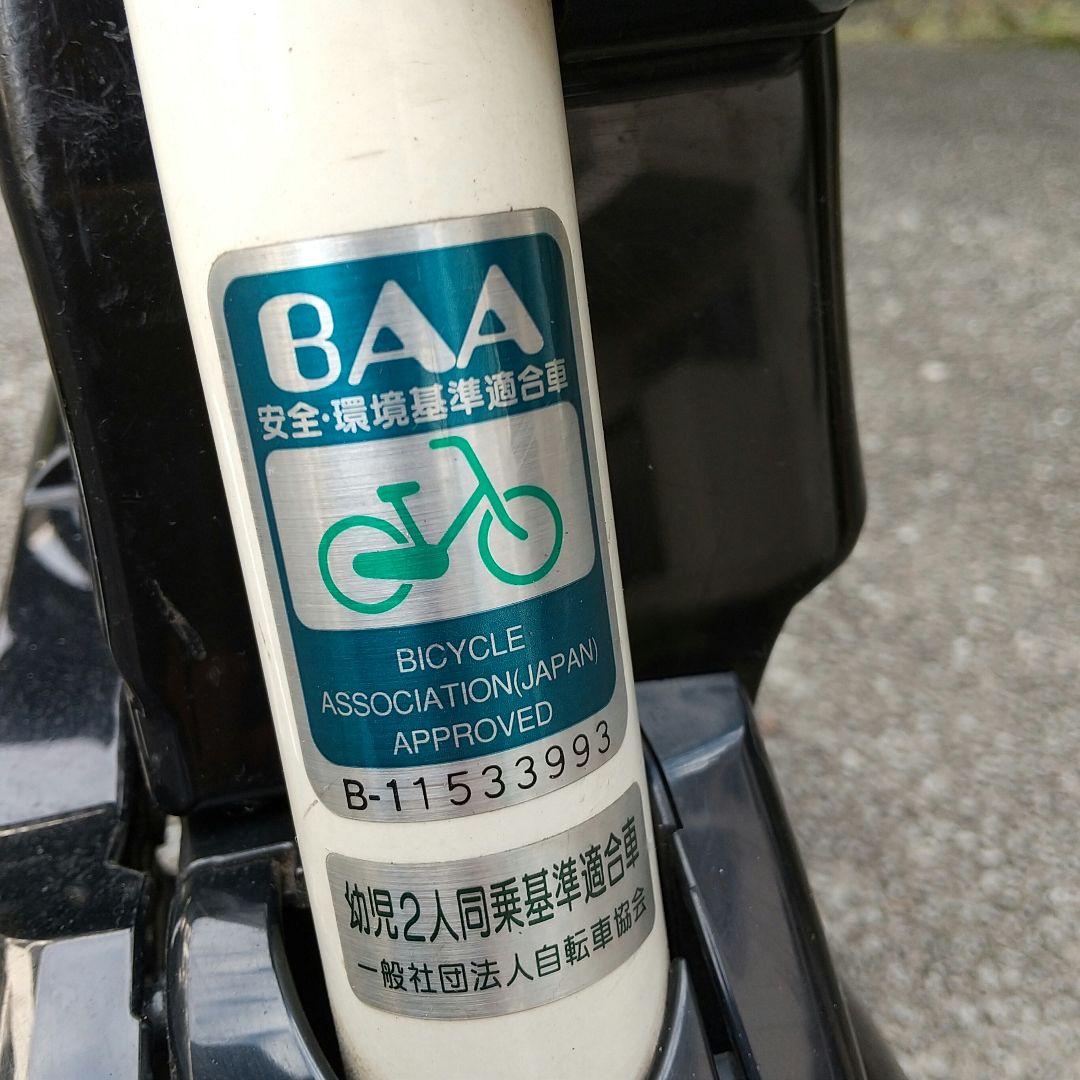 BAA
安全・環境基準適合車
BICYCLE
ASSOCIATION(JAPAN)
APPROVED
B-11533993
幼児2人同乗基準適合車
一般社団法人自転車協会